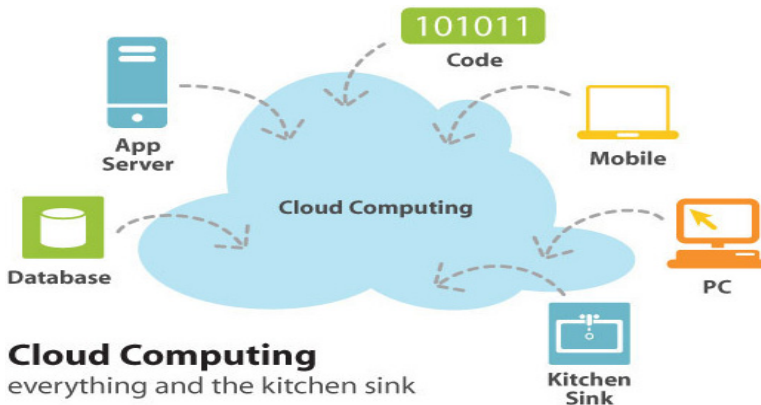 101011
Code
App
Server
Mobile
Cloud Computing
Database
PC
Kitchen
Sink
Cloud Computing
everything and the kitchen sink